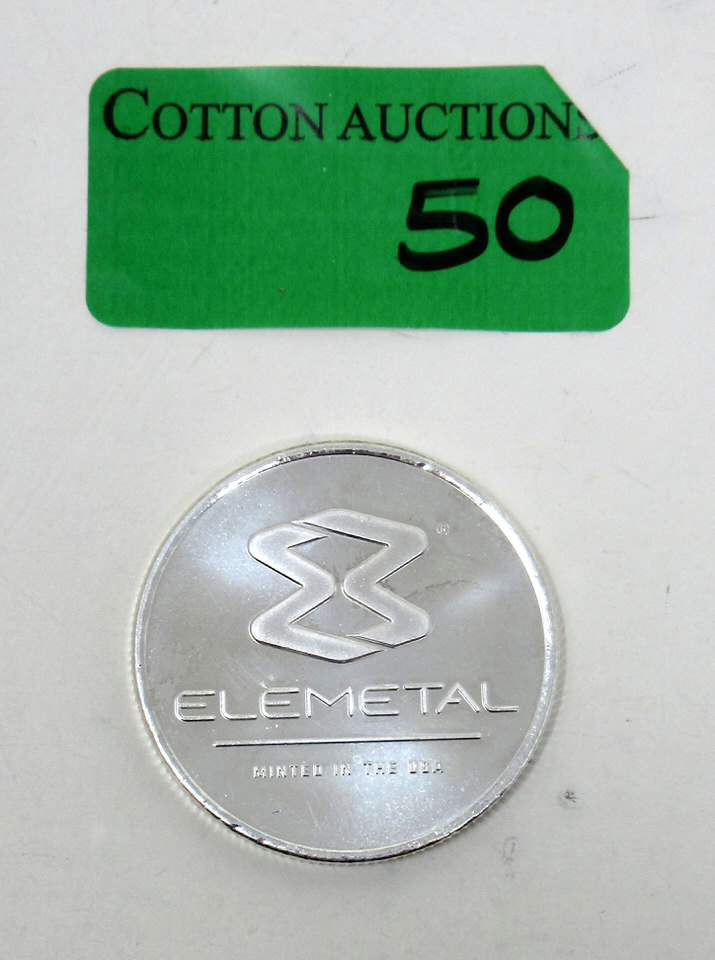 COTTON AUCTIONS
50
®
ELEMETAL
MINTED IN THE USA